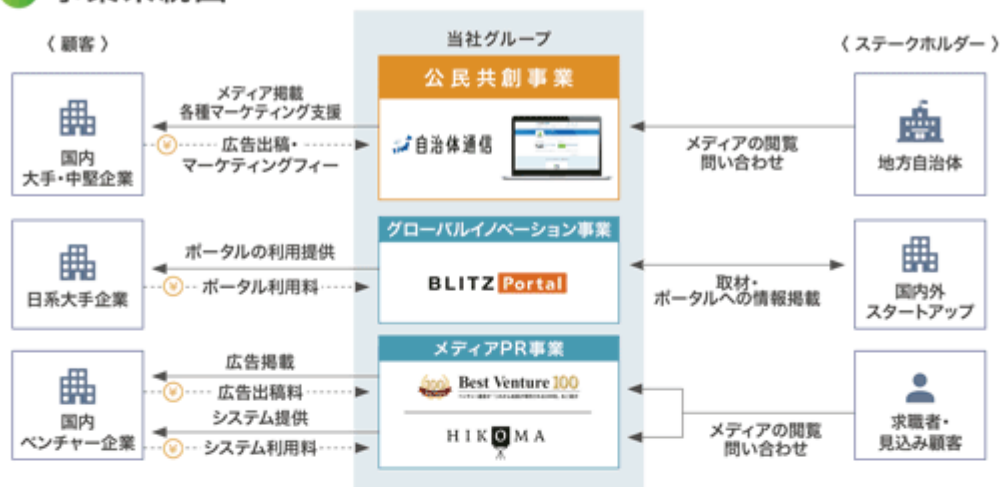 〈 顧客 〉
当社グループ
〈 ステークホルダー 〉
国内
大手・中堅企業
メディア掲載
各種マーケティング支援
¥
広告出稿・
マーケティングフィー
公民共創事業
自治体通信
メディアの閲覧
問い合わせ
地方自治体
日系大手企業
ポータルの利用提供
¥
ポータル利用料
グローバルイノベーション事業
BLITZ Portal
取材・
ポータルへの情報掲載
国内外
スタートアップ
国内
ベンチャー企業
広告掲載
¥
広告出稿料
システム提供
¥
システム利用料
メディアPR事業
100
Best Venture 100
HIKOMA
メディアの閲覧
問い合わせ
求職者・
見込み顧客